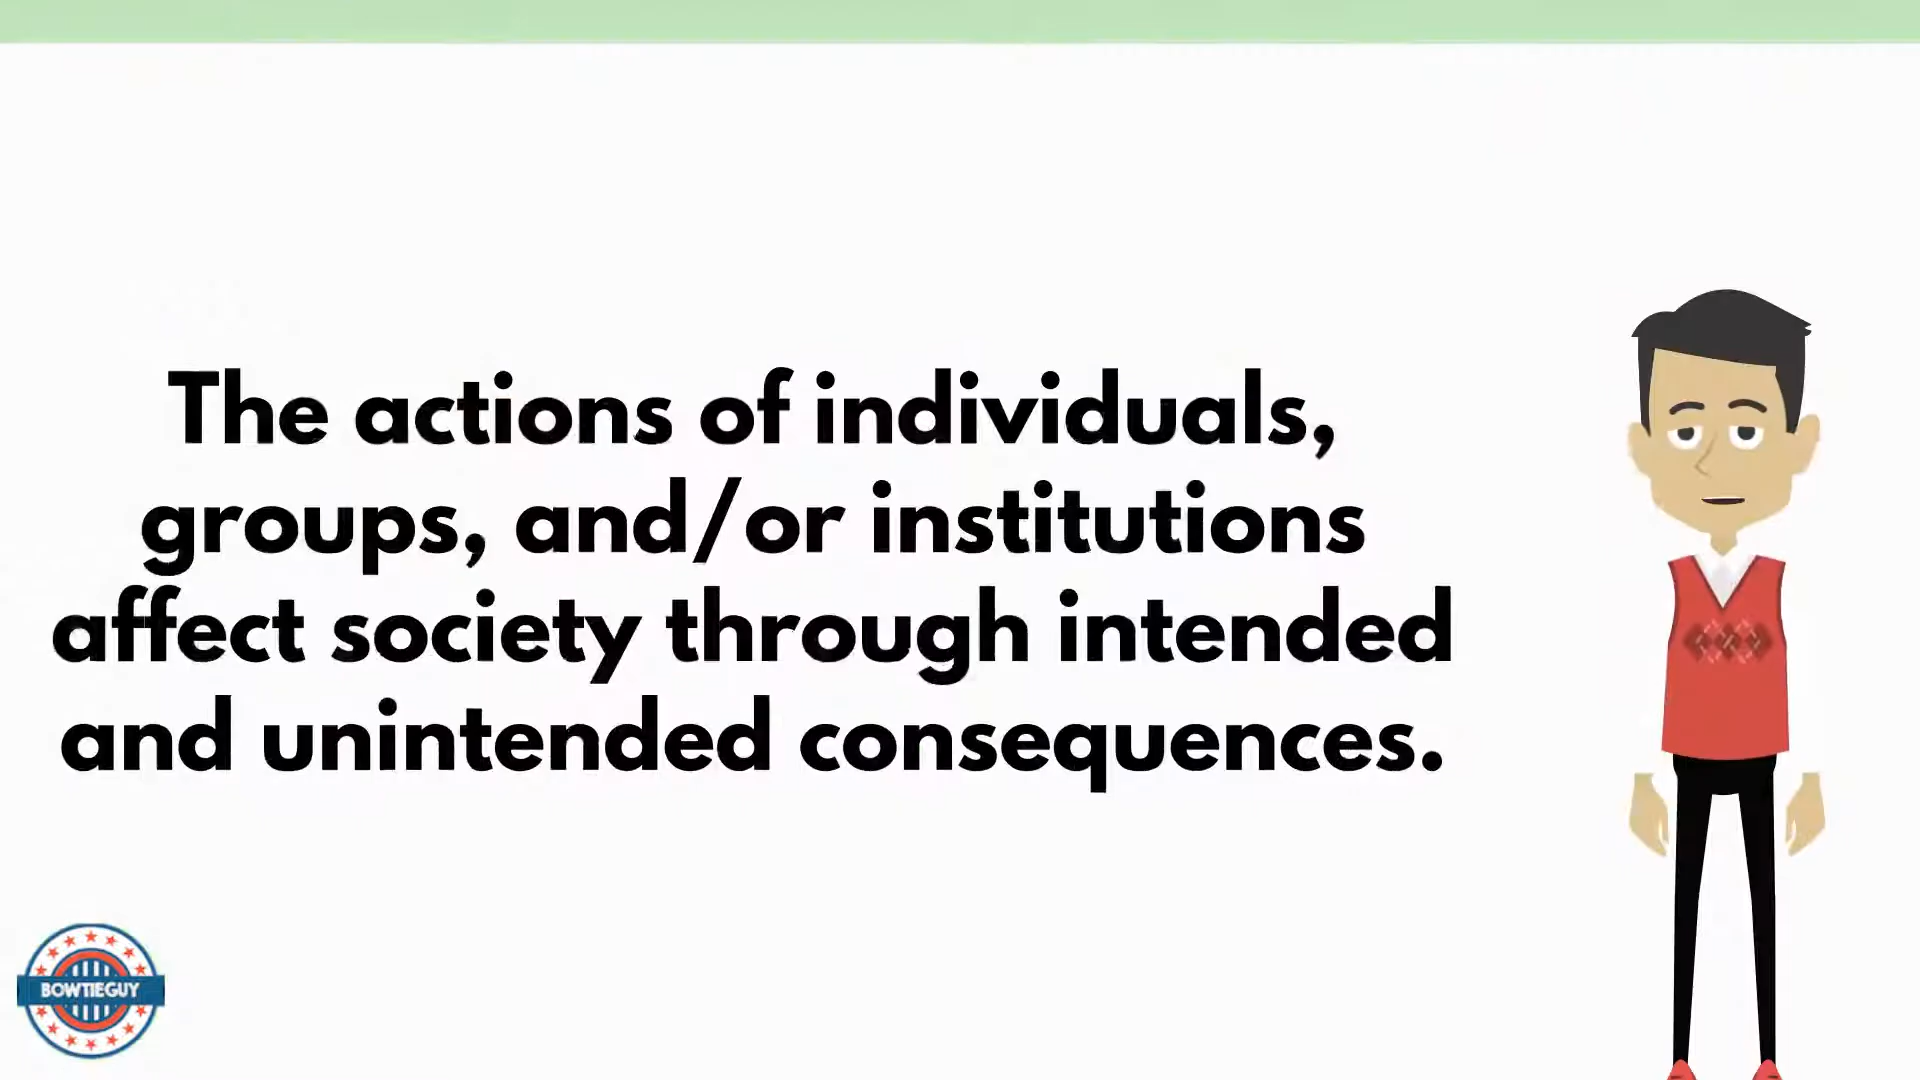 The actions of individuals,
groups, and/or institutions
affect society through intended
and unintended consequences.
BOWTIEGUY